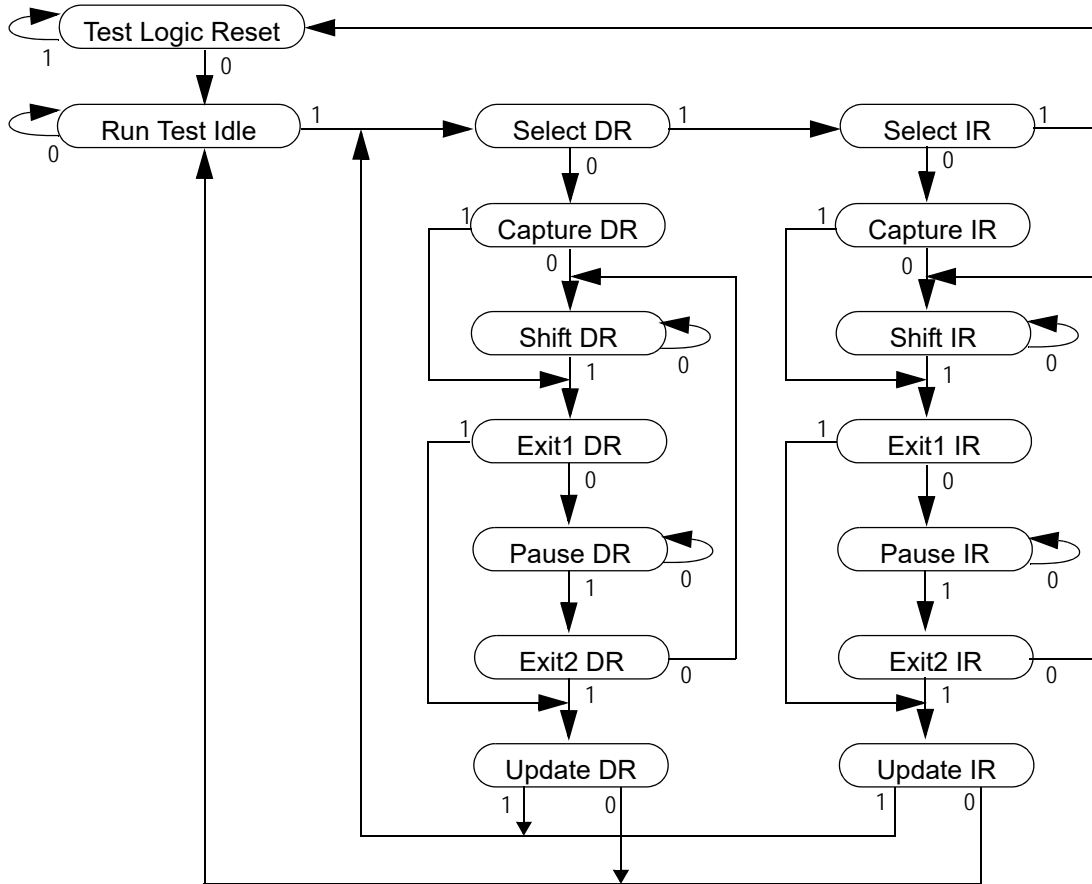 Test Logic Reset
1
0
Run Test Idle
1
0
Select DR
1
0
Select IR
1
0
Capture DR
1
0
Capture IR
1
0
Shift DR
0
1
Shift IR
0
1
Exit1 DR
1
0
Exit1 IR
1
0
Pause DR
0
1
Pause IR
0
1
Exit2 DR
0
1
Exit2 IR
0
1
Update DR
1
0
Update IR
1
0